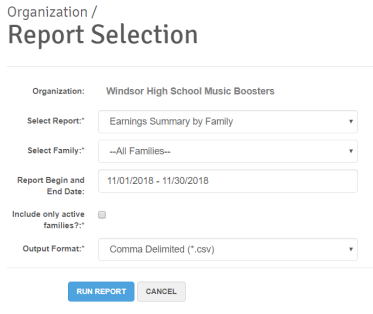 Organization /
Report Selection
Organization: Windsor High School Music Boosters
Select Report:* Earnings Summary by Family
Select Family:* --All Families--
Report Begin and
End Date: 11/01/2018 - 11/30/2018
Include only active
families?:*
Output Format:* Comma Delimited (*.csv)
RUN REPORT CANCEL